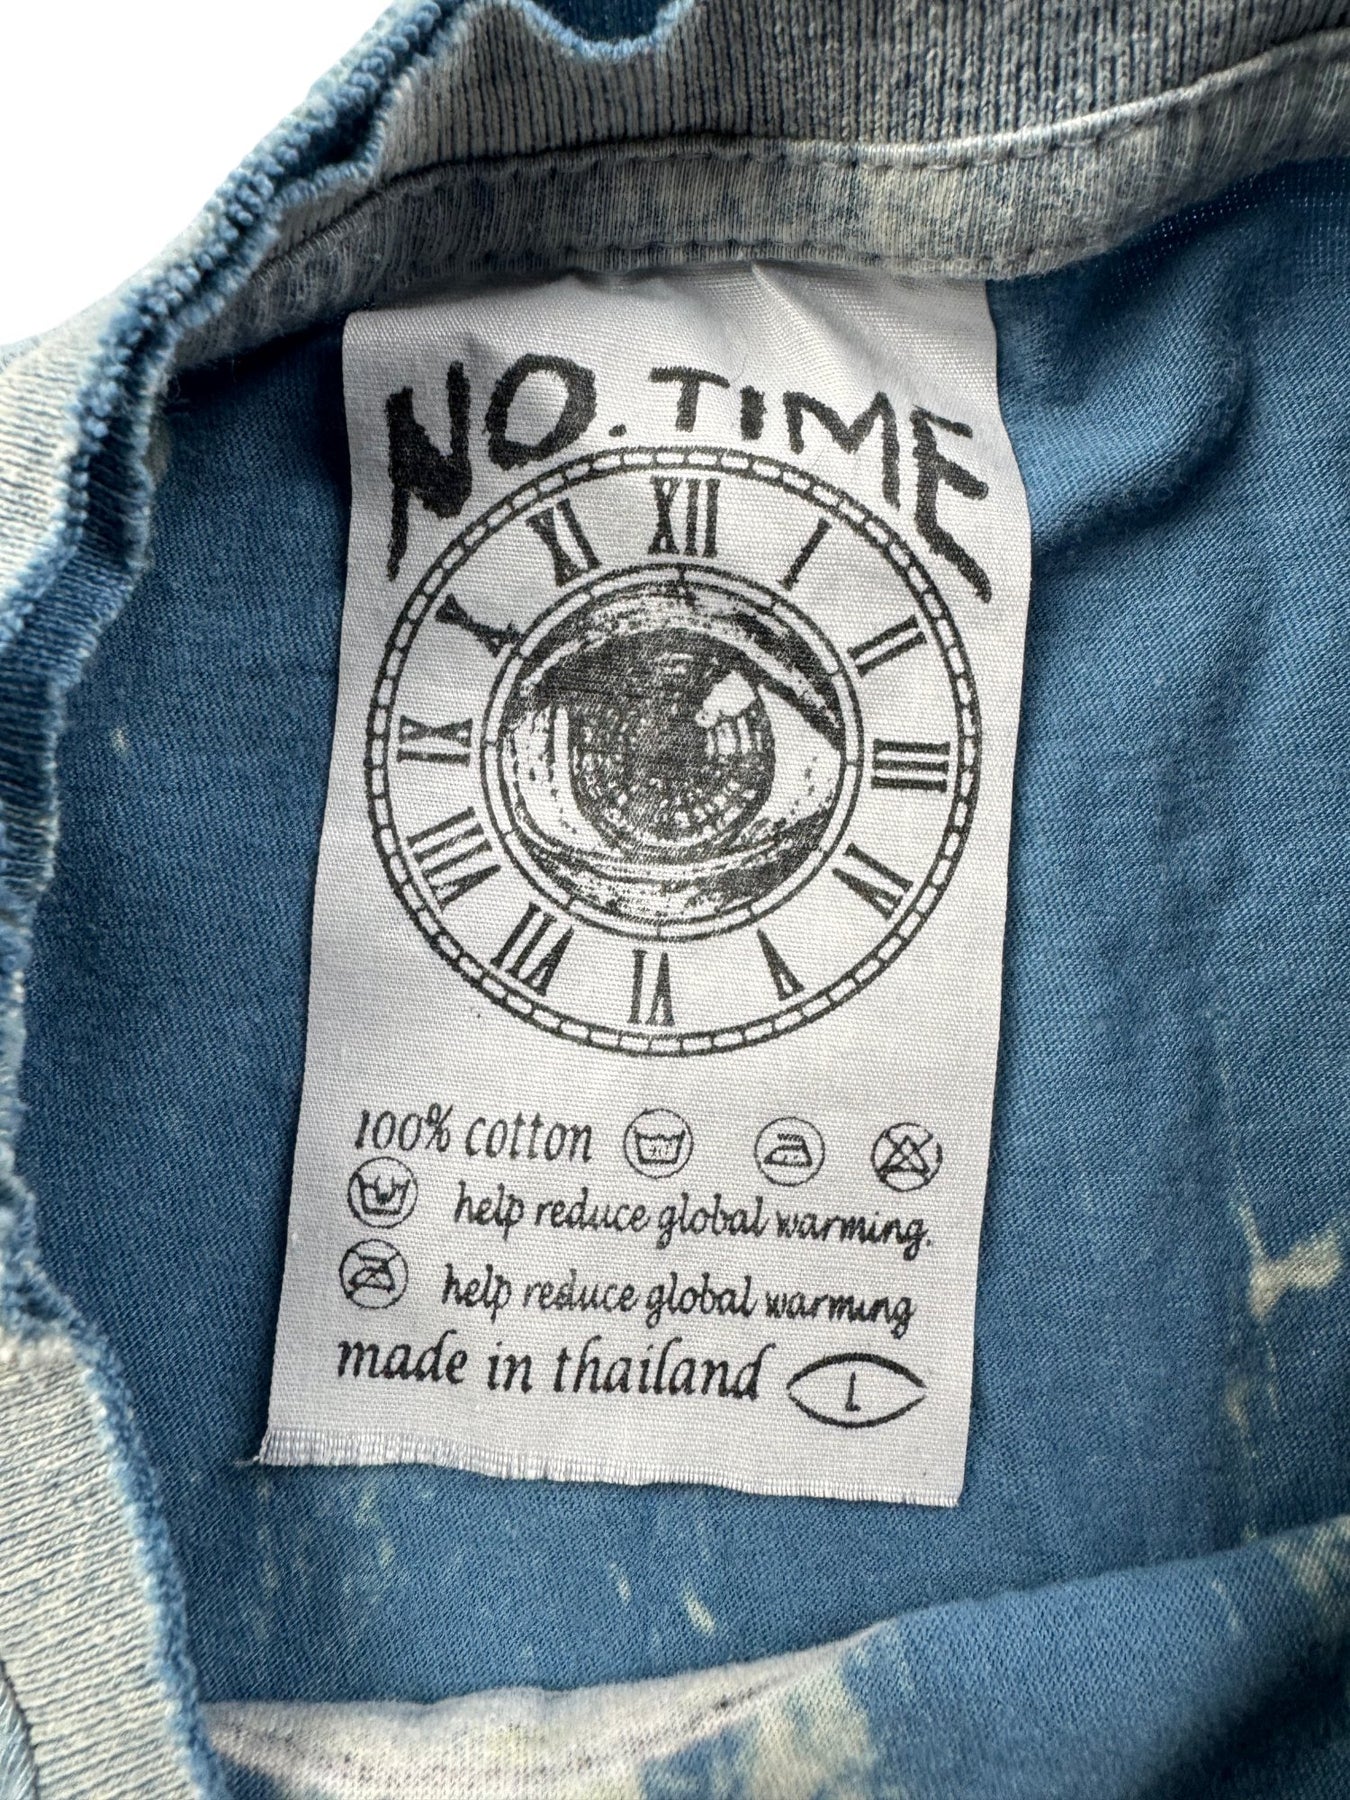 NO. TIME
XII
I
II
III
IV
V
VI
VII
VIII
IX
X
XI
100% cotton
help reduce global warming.
help reduce global warming
made in thailand L